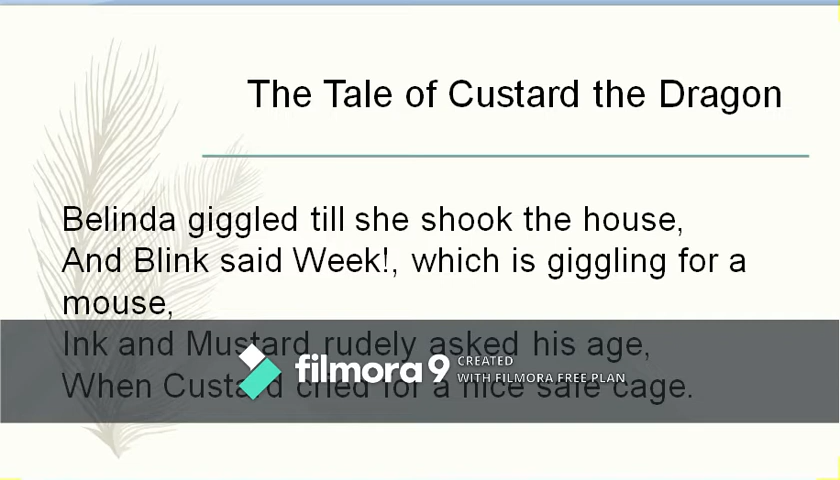 The Tale of Custard the Dragon
Belinda giggled till she shook the house,
And Blink said Week!, which is giggling for a
mouse,
Ink and Mustard rudely asked his age,
When Custard cried for a nice safe cage.
filmora 9 CREATED
WITH FILMORA FREE PLAN